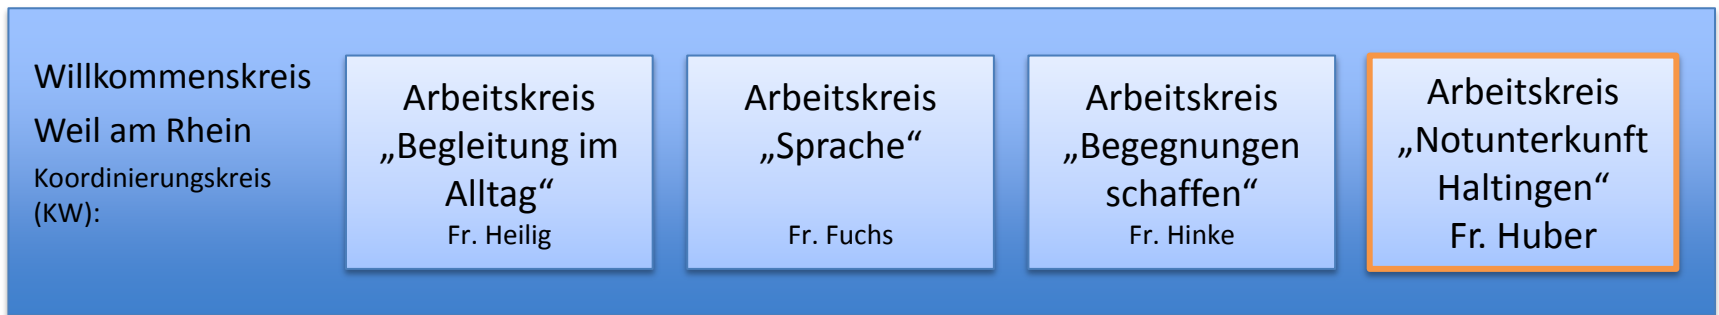 Willkommenskreis
Weil am Rhein
Koordinierungskreis
(KW):
Arbeitskreis
„Begleitung im
Alltag“
Fr. Heilig
Arbeitskreis
„Sprache“
Fr. Fuchs
Arbeitskreis
„Begegnungen
schaffen“
Fr. Hinke
Arbeitskreis
„Notunterkunft
Haltingen“
Fr. Huber